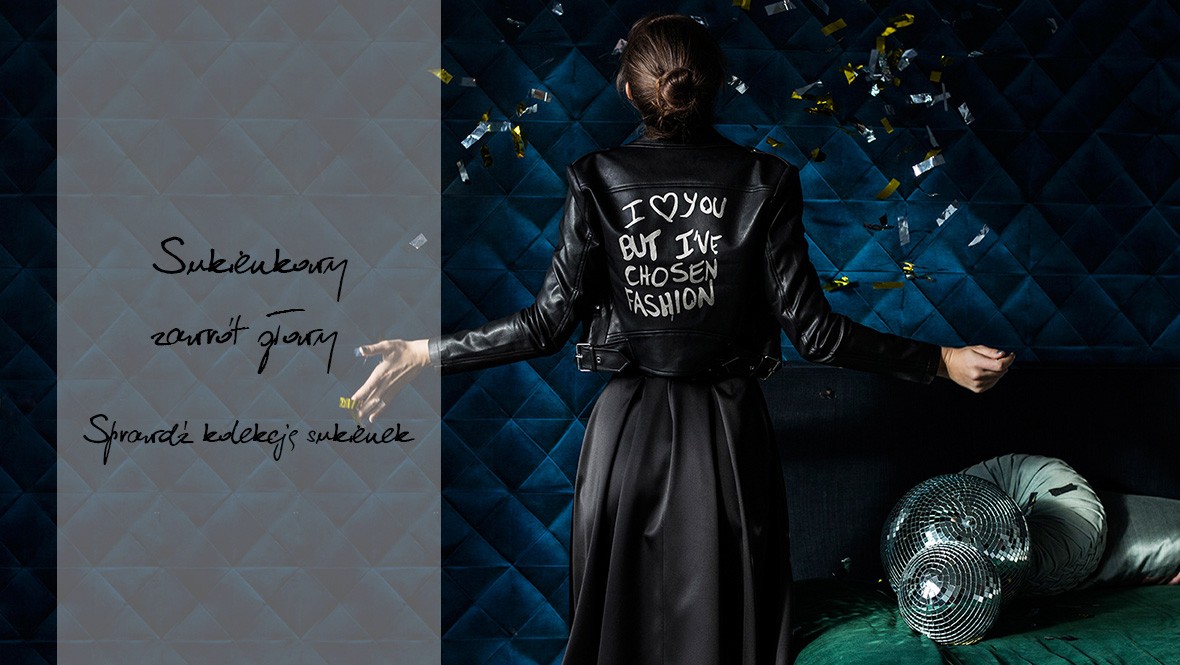 Sukienkowy
zawrót głowy
Sprawdź kolekcję sukienek
I ♡ YOU
BUT I'VE
CHOSEN
FASHION